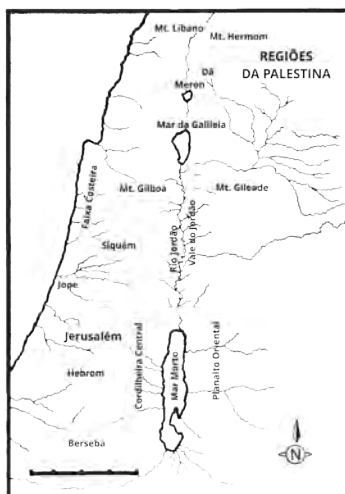 Mt. Líbano
Mt. Hermom
REGIÕES
DA PALESTINA
Dã
Merom
Mar da Galileia
Mt. Gilboa
Mt. Gileade
Faixa Costeira
Rio Jordão
Vale do Jordão
Siquém
Jope
Jerusalém
Cordilheira Central
Mar Morto
Planalto Oriental
Hebrom
Berseba
N